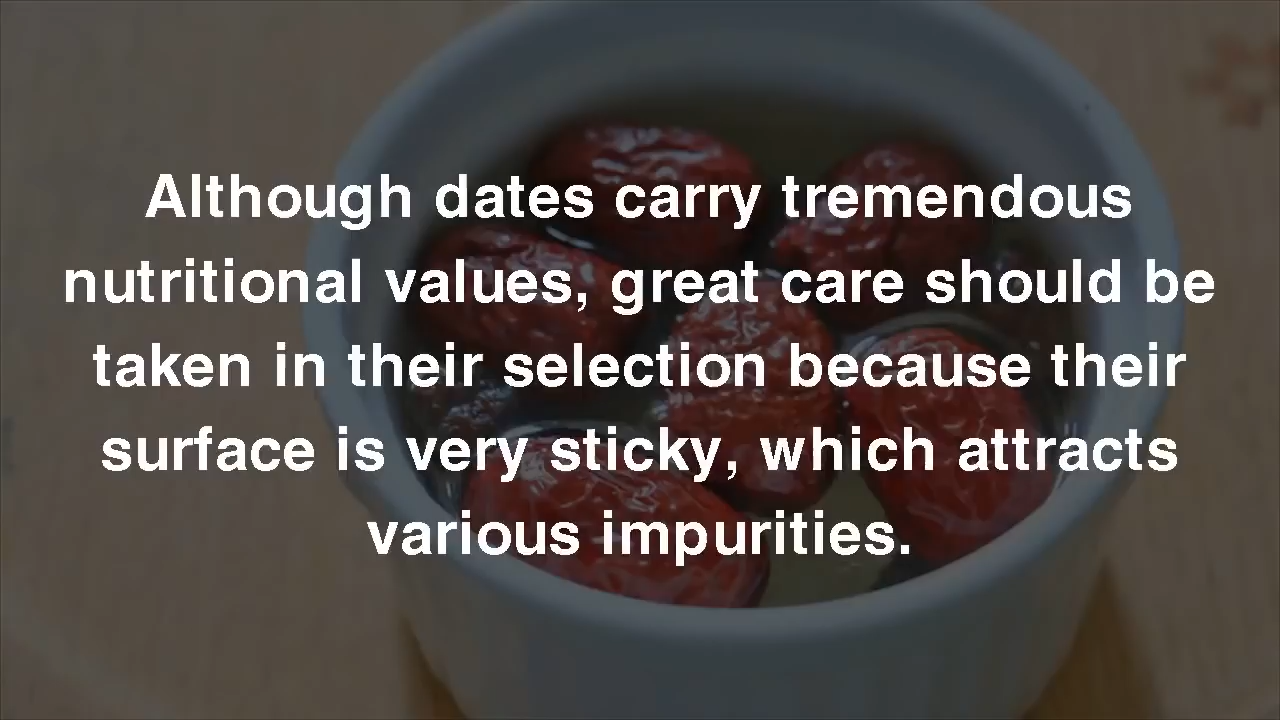 Although dates carry tremendous
nutritional values, great care should be
taken in their selection because their
surface is very sticky, which attracts
various impurities.